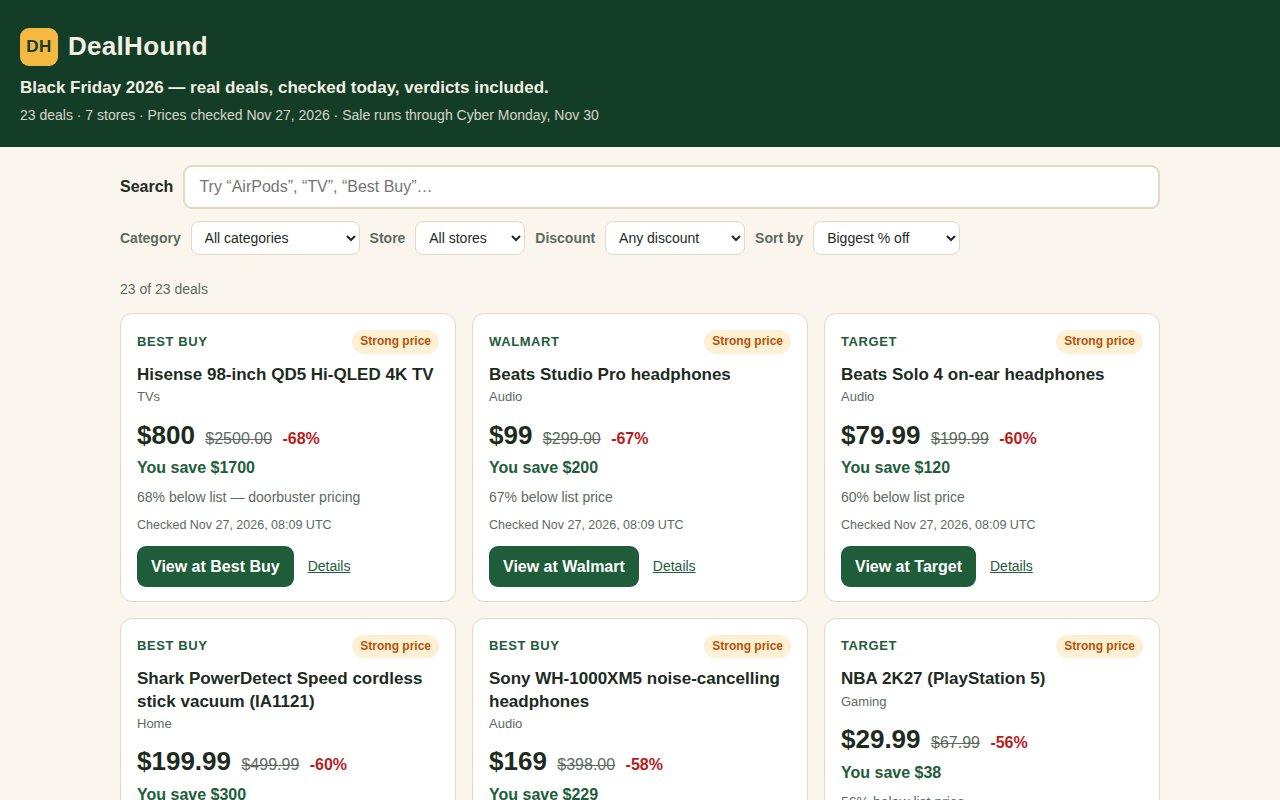 DH DealHound
Black Friday 2026 — real deals, checked today, verdicts included.
23 deals · 7 stores · Prices checked Nov 27, 2026 · Sale runs through Cyber Monday, Nov 30
Search Try “AirPods”, “TV”, “Best Buy”…
Category All categories Store All stores Discount Any discount Sort by Biggest % off
23 of 23 deals
BEST BUY Strong price
Hisense 98-inch QD5 Hi-QLED 4K TV
TVs
$800 $2500.00 -68%
You save $1700
68% below list — doorbuster pricing
Checked Nov 27, 2026, 08:09 UTC
View at Best Buy Details
WALMART Strong price
Beats Studio Pro headphones
Audio
$99 $299.00 -67%
You save $200
67% below list price
Checked Nov 27, 2026, 08:09 UTC
View at Walmart Details
TARGET Strong price
Beats Solo 4 on-ear headphones
Audio
$79.99 $199.99 -60%
You save $120
60% below list price
Checked Nov 27, 2026, 08:09 UTC
View at Target Details
BEST BUY Strong price
Shark PowerDetect Speed cordless
stick vacuum (IA1121)
Home
$199.99 $499.99 -60%
You save $300
BEST BUY Strong price
Sony WH-1000XM5 noise-cancelling
headphones
Audio
$169 $398.00 -58%
You save $229
TARGET Strong price
NBA 2K27 (PlayStation 5)
Gaming
$29.99 $67.99 -56%
You save $38
56% below list price